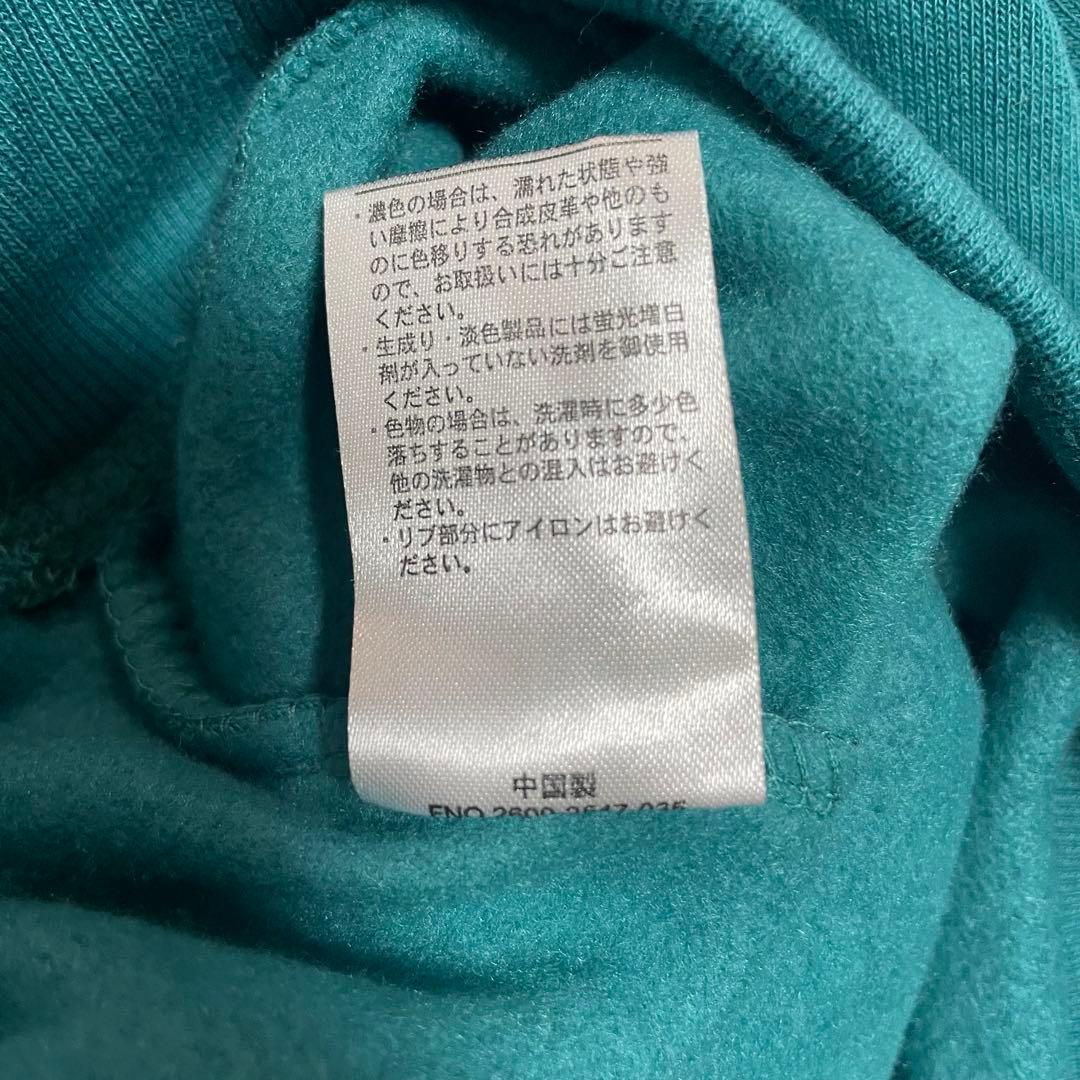 ・濃色の場合は、濡れた状態や強
い摩擦により合成皮革や他のも
のに色移りする恐れがあります
ので、お取扱いには十分ご注意
ください。
・生成り・淡色製品には蛍光増白
剤が入っていない洗剤を御使用
ください。
・色物の場合は、洗濯時に多少色
落ちすることがありますので、
他の洗濯物との混入はお避けく
ださい。
・リブ部分にアイロンはお避けく
ださい。
中国製